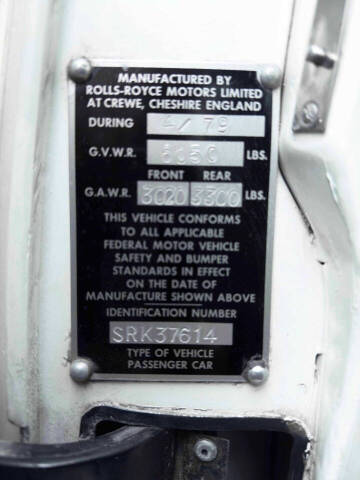 MANUFACTURED BY
ROLLS-ROYCE MOTORS LIMITED
AT CREWE, CHESHIRE ENGLAND
DURING 4/79
G.V.W.R. LBS.
FRONT REAR
G.A.W.R. 3020 3300 LBS.
THIS VEHICLE CONFORMS
TO ALL APPLICABLE
FEDERAL MOTOR VEHICLE
SAFETY AND BUMPER
STANDARDS IN EFFECT
ON THE DATE OF
MANUFACTURE SHOWN ABOVE
IDENTIFICATION NUMBER
SRK37614
TYPE OF VEHICLE
PASSENGER CAR